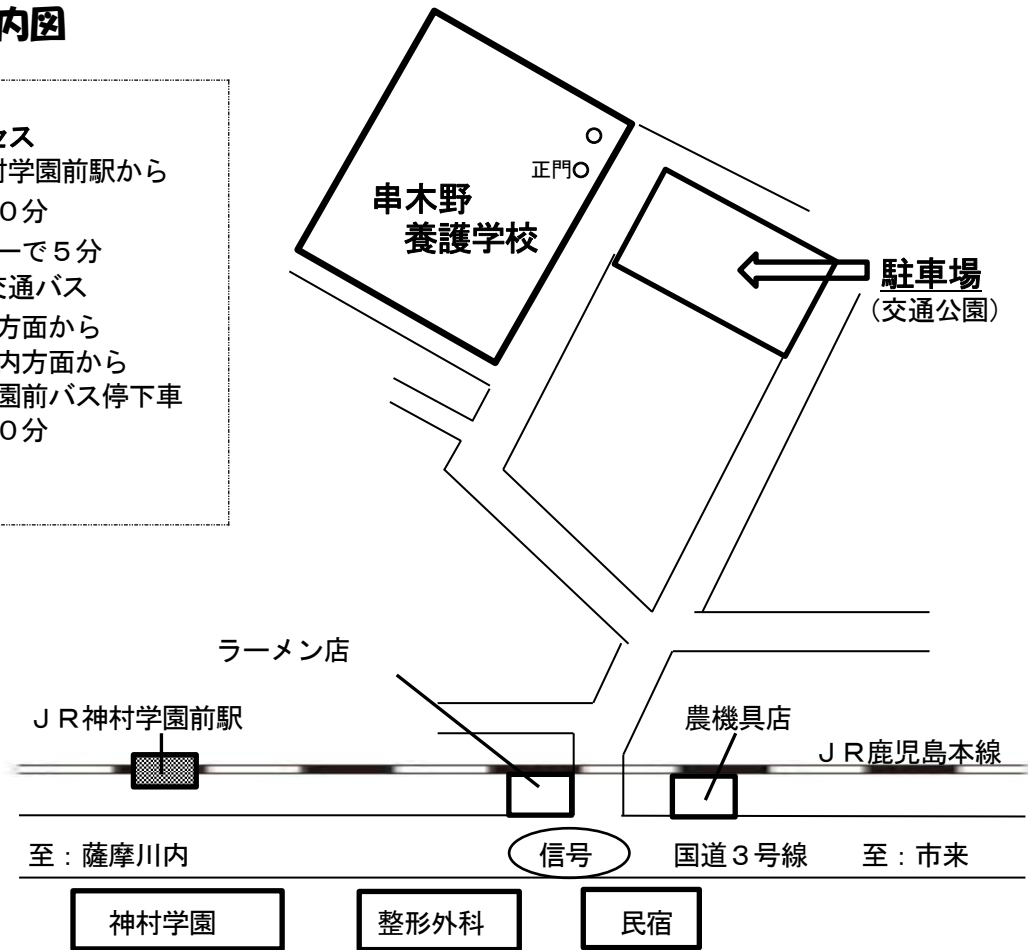 内図
セス
村学園前駅から
０分
ーで５分
交通バス
方面から
内方面から
園前バス停下車
０分
正門
串木野
養護学校
駐車場
（交通公園）
ラーメン店
ＪＲ神村学園前駅
農機具店
ＪＲ鹿児島本線
至：薩摩川内
信号
国道３号線
至：市来
神村学園
整形外科
民宿